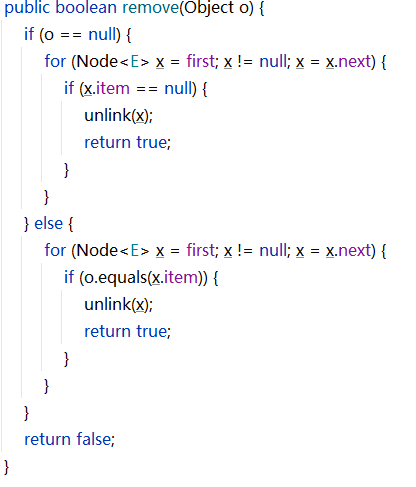 public boolean remove(Object o) {
    if (o == null) {
        for (Node<E> x = first; x != null; x = x.next) {
            if (x.item == null) {
                unlink(x);
                return true;
            }
        }
    } else {
        for (Node<E> x = first; x != null; x = x.next) {
            if (o.equals(x.item)) {
                unlink(x);
                return true;
            }
        }
    }
    return false;
}